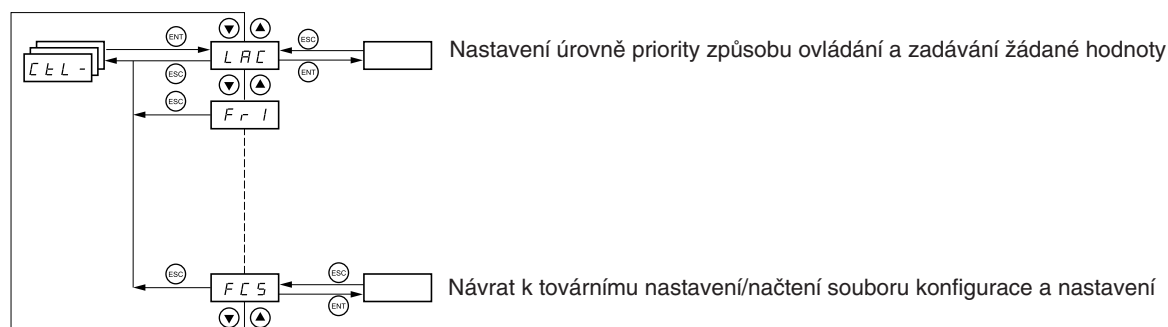 ENT
ESC
CtL-
LAC
Nastavení úrovně priority způsobu ovládání a zadávání žádané hodnoty
ESC
ENT
ESC
Fr1
ESC
ESC
FCS
Návrat k továrnímu nastavení/načtení souboru konfigurace a nastavení
ENT